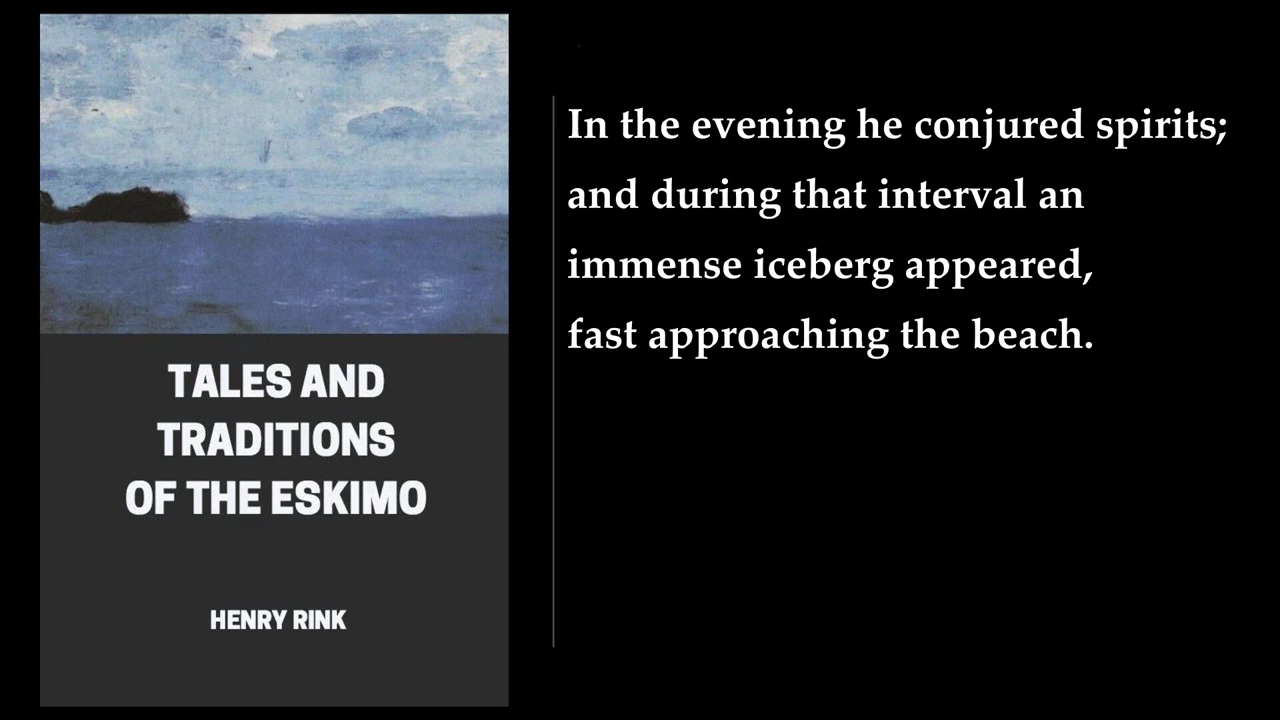 TALES AND
TRADITIONS
OF THE ESKIMO
HENRY RINK
In the evening he conjured spirits;
and during that interval an
immense iceberg appeared,
fast approaching the beach.